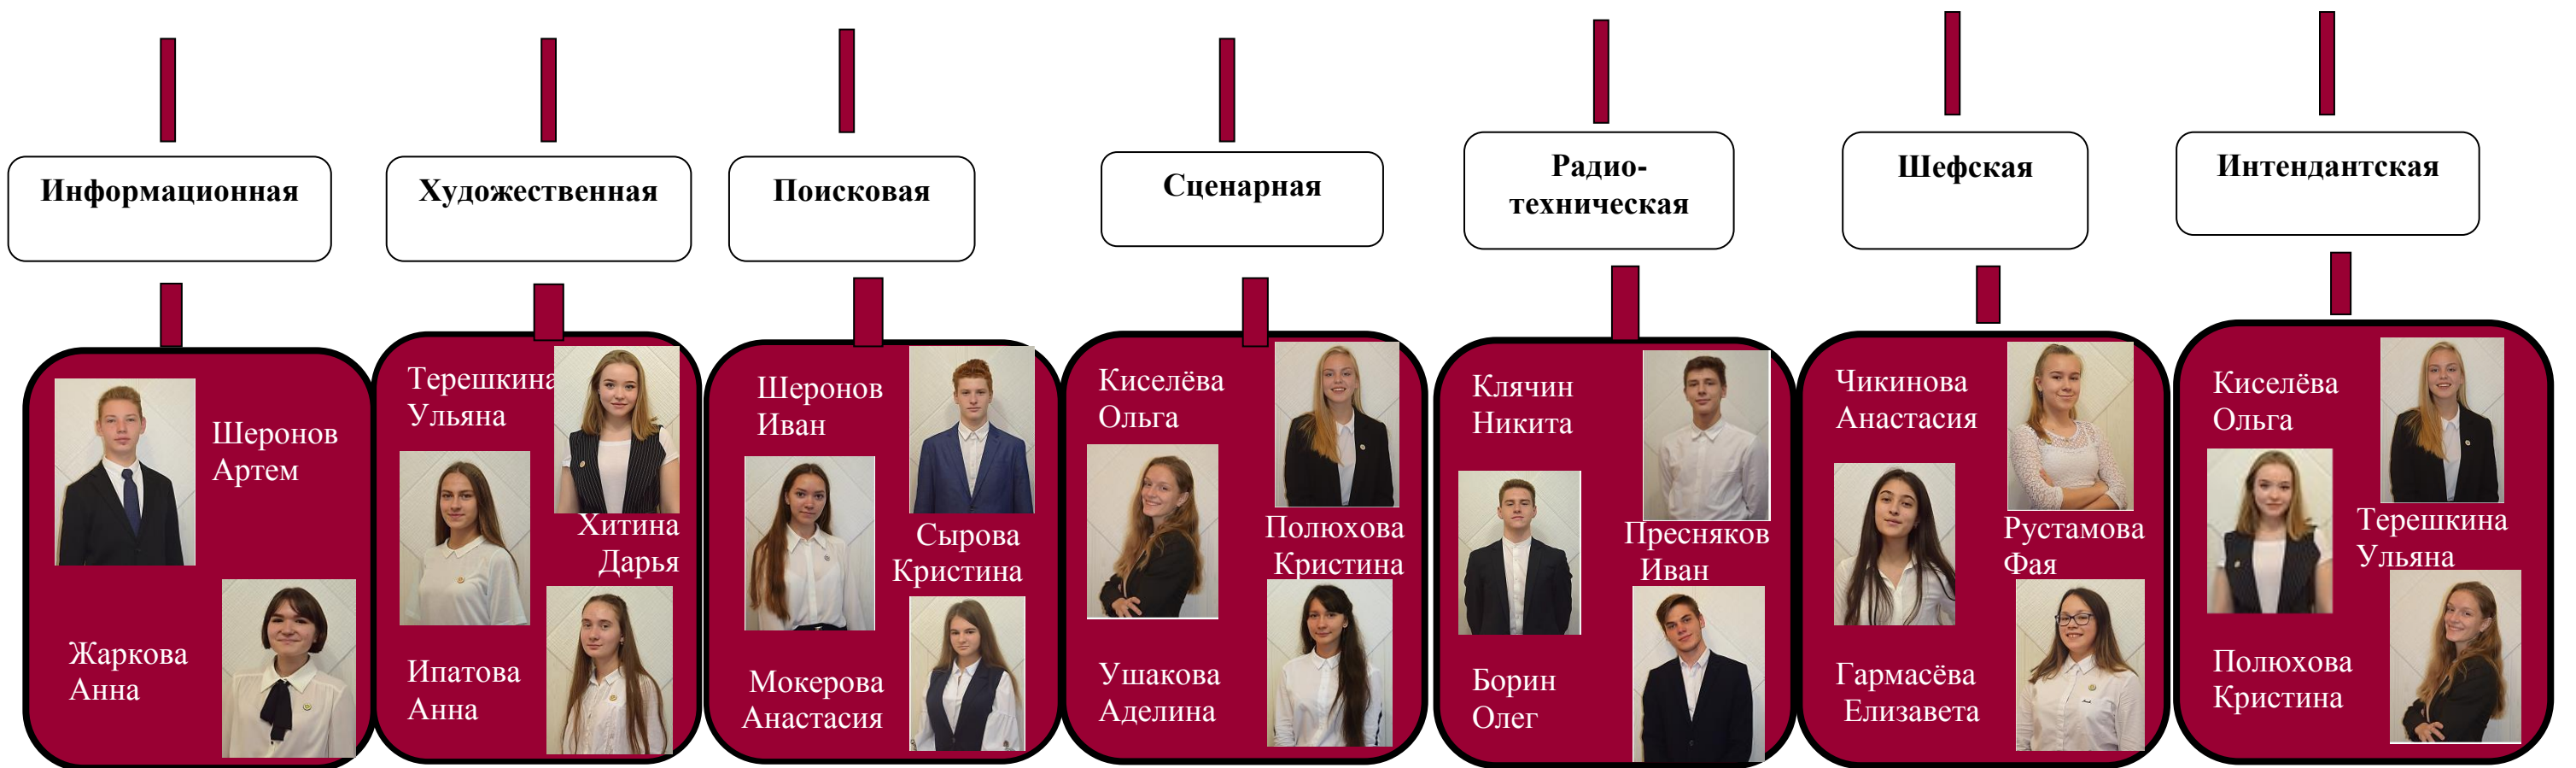 Информационная
Художественная
Поисковая
Сценарная
Радио-
техническая
Шефская
Интендантская
Шеронов
Артем
Жаркова
Анна
Терешкина
Ульяна
Хитина
Дарья
Ипатова
Анна
Шеронов
Иван
Сырова
Кристина
Мокерова
Анастасия
Киселёва
Ольга
Полюхова
Кристина
Ушакова
Аделина
Клячин
Никита
Пресняков
Иван
Борин
Олег
Чикинова
Анастасия
Рустамова
Фая
Гармасёва
Елизавета
Киселёва
Ольга
Терешкина
Ульяна
Полюхова
Кристина